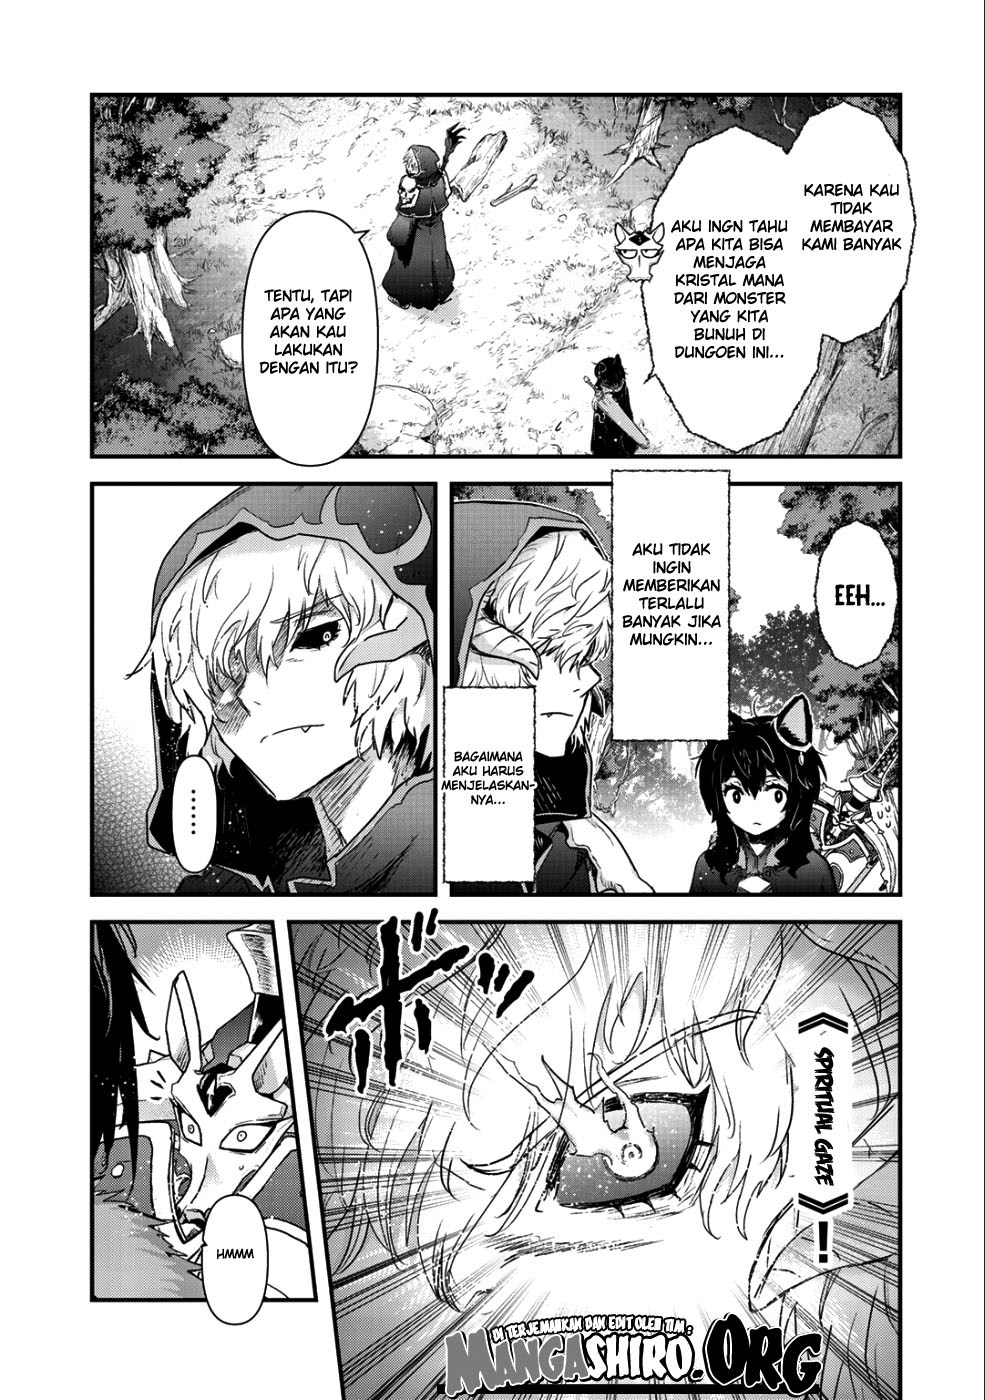 KARENA KAU
TIDAK
MEMBAYAR
KAMI BANYAK
AKU INGN TAHU
APA KITA BISA
MENJAGA
KRISTAL MANA
DARI MONSTER
YANG KITA
BUNUH DI
DUNGOEN INI...
TENTU, TAPI
APA YANG
AKAN KAU
LAKUKAN
DENGAN ITU?
EEH...
AKU TIDAK
INGIN
MEMBERIKAN
TERLALU
BANYAK JIKA
MUNGKIN...
BAGAIMANA
AKU HARUS
MENJELASKAN-
NYA...
........
《SPIRITUAL GAZE》!
ボッ
HMMM
DI TERJEMAHKAN DAN EDIT OLEH TIM :
MANGASHIRO.ORG